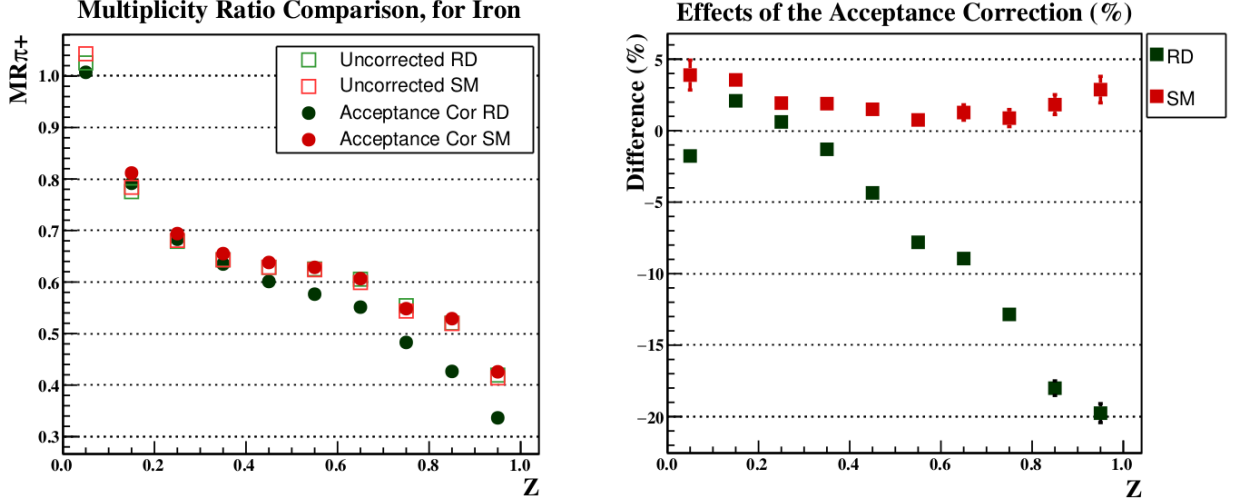 Multiplicity Ratio Comparison, for Iron
MRπ+
1.0
0.9
0.8
0.7
0.6
0.5
0.4
0.3
0.0 0.2 0.4 0.6 0.8 1.0
Z
Uncorrected RD
Uncorrected SM
Acceptance Cor RD
Acceptance Cor SM
Effects of the Acceptance Correction (%)
Difference (%)
5
0
−5
−10
−15
−20
0.0 0.2 0.4 0.6 0.8 1.0
Z
RD
SM